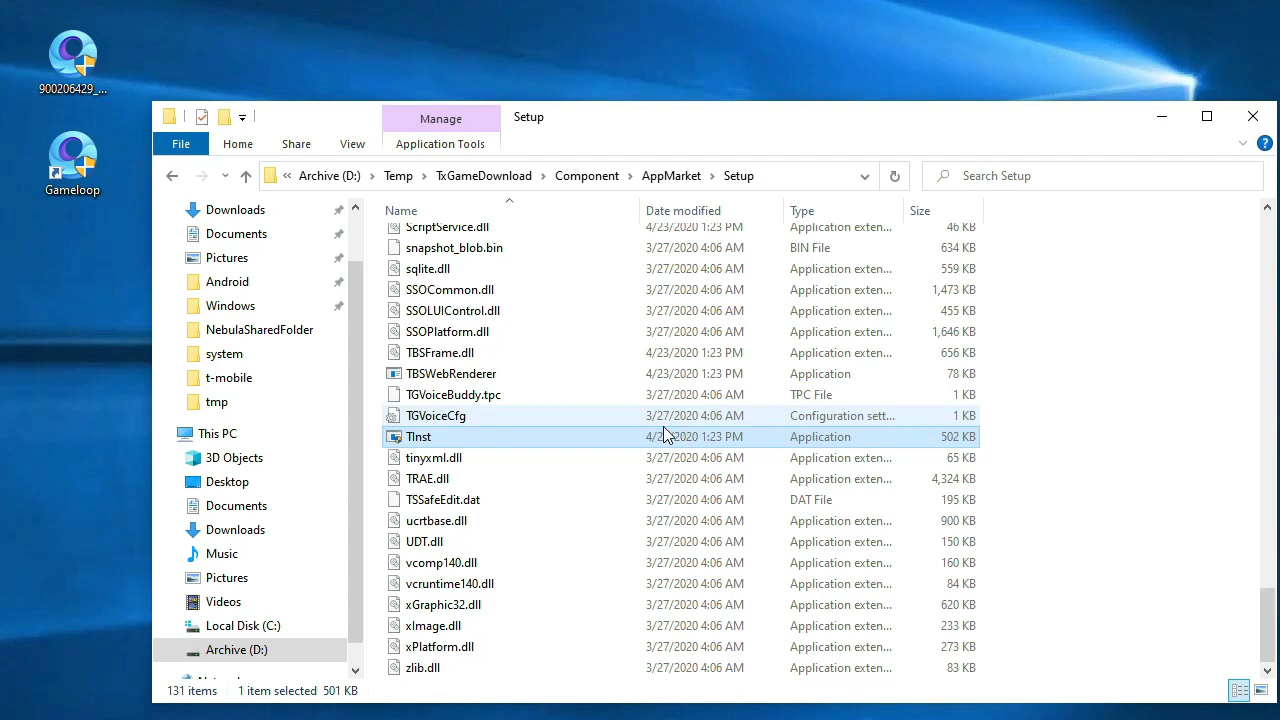 900206429_...
Gameloop
Manage
Setup
File
Home
Share
View
Application Tools
«
Archive (D:)
Temp
TxGameDownload
Component
AppMarket
Setup
Search Setup
Downloads
Documents
Pictures
Android
Windows
NebulaSharedFolder
system
t-mobile
tmp
This PC
3D Objects
Desktop
Documents
Downloads
Music
Pictures
Videos
Local Disk (C:)
Archive (D:)
Name Date modified Type Size
ScriptService.dll 4/23/2020 1:23 PM Application exten... 46 KB
snapshot_blob.bin 3/27/2020 4:06 AM BIN File 634 KB
sqlite.dll 3/27/2020 4:06 AM Application exten... 559 KB
SSOCommon.dll 3/27/2020 4:06 AM Application exten... 1,473 KB
SSOLUIControl.dll 3/27/2020 4:06 AM Application exten... 455 KB
SSOPlatform.dll 3/27/2020 4:06 AM Application exten... 1,646 KB
TBSFrame.dll 4/23/2020 1:23 PM Application exten... 656 KB
TBSWebRenderer 4/23/2020 1:23 PM Application 78 KB
TGVoiceBuddy.tpc 3/27/2020 4:06 AM TPC File 1 KB
TGVoiceCfg 3/27/2020 4:06 AM Configuration sett... 1 KB
TInst 4/2 2020 1:23 PM Application 502 KB
tinyxml.dll 3/27/2020 4:06 AM Application exten... 65 KB
TRAE.dll 3/27/2020 4:06 AM Application exten... 4,324 KB
TSSafeEdit.dat 3/27/2020 4:06 AM DAT File 195 KB
ucrtbase.dll 3/27/2020 4:06 AM Application exten... 900 KB
UDT.dll 3/27/2020 4:06 AM Application exten... 150 KB
vcomp140.dll 3/27/2020 4:06 AM Application exten... 160 KB
vcruntime140.dll 3/27/2020 4:06 AM Application exten... 84 KB
xGraphic32.dll 3/27/2020 4:06 AM Application exten... 620 KB
xImage.dll 3/27/2020 4:06 AM Application exten... 233 KB
xPlatform.dll 3/27/2020 4:06 AM Application exten... 273 KB
zlib.dll 3/27/2020 4:06 AM Application exten... 83 KB
131 items 1 item selected 501 KB